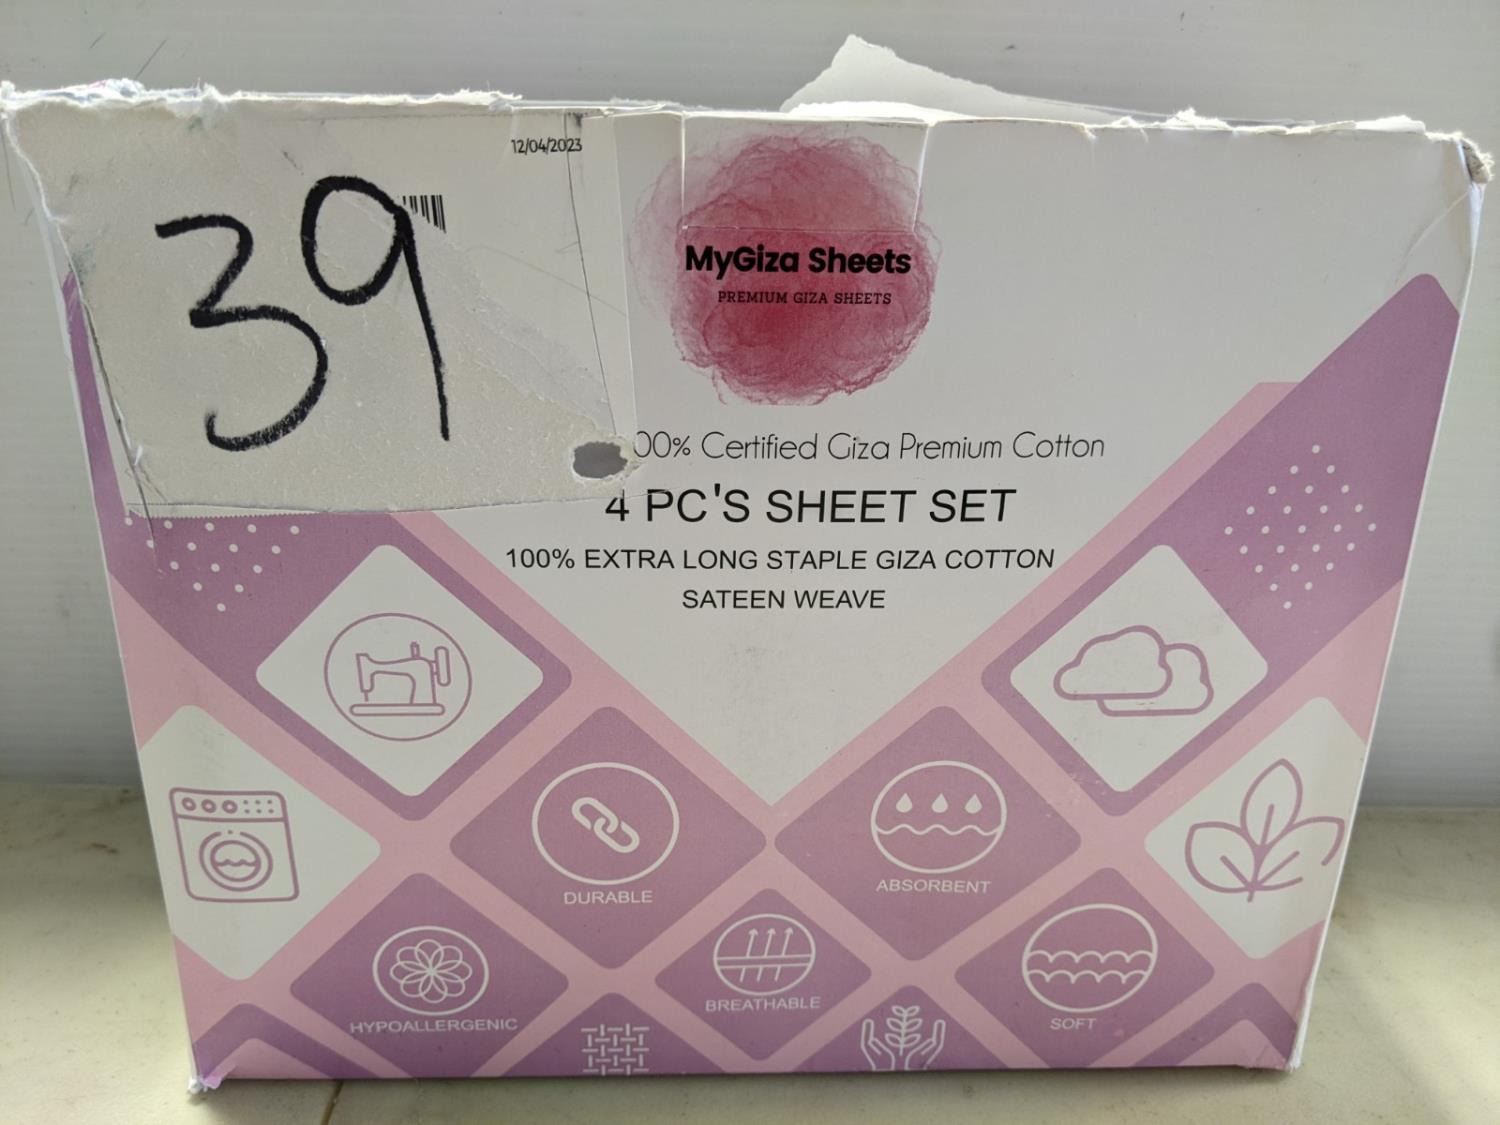 12/04/2023
39
MyGiza Sheets
PREMIUM GIZA SHEETS
00% Certified Giza Premium Cotton
4 PC'S SHEET SET
100% EXTRA LONG STAPLE GIZA COTTON
SATEEN WEAVE
DURABLE
ABSORBENT
HYPOALLERGENIC
BREATHABLE
SOFT